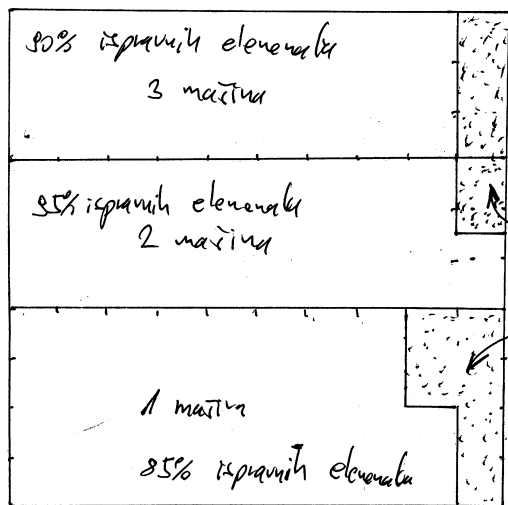 90% ispravnih elemenata
3 mašina
95% ispravnih elemenata
2 mašina
1 mašina
85% ispravnih elemenata